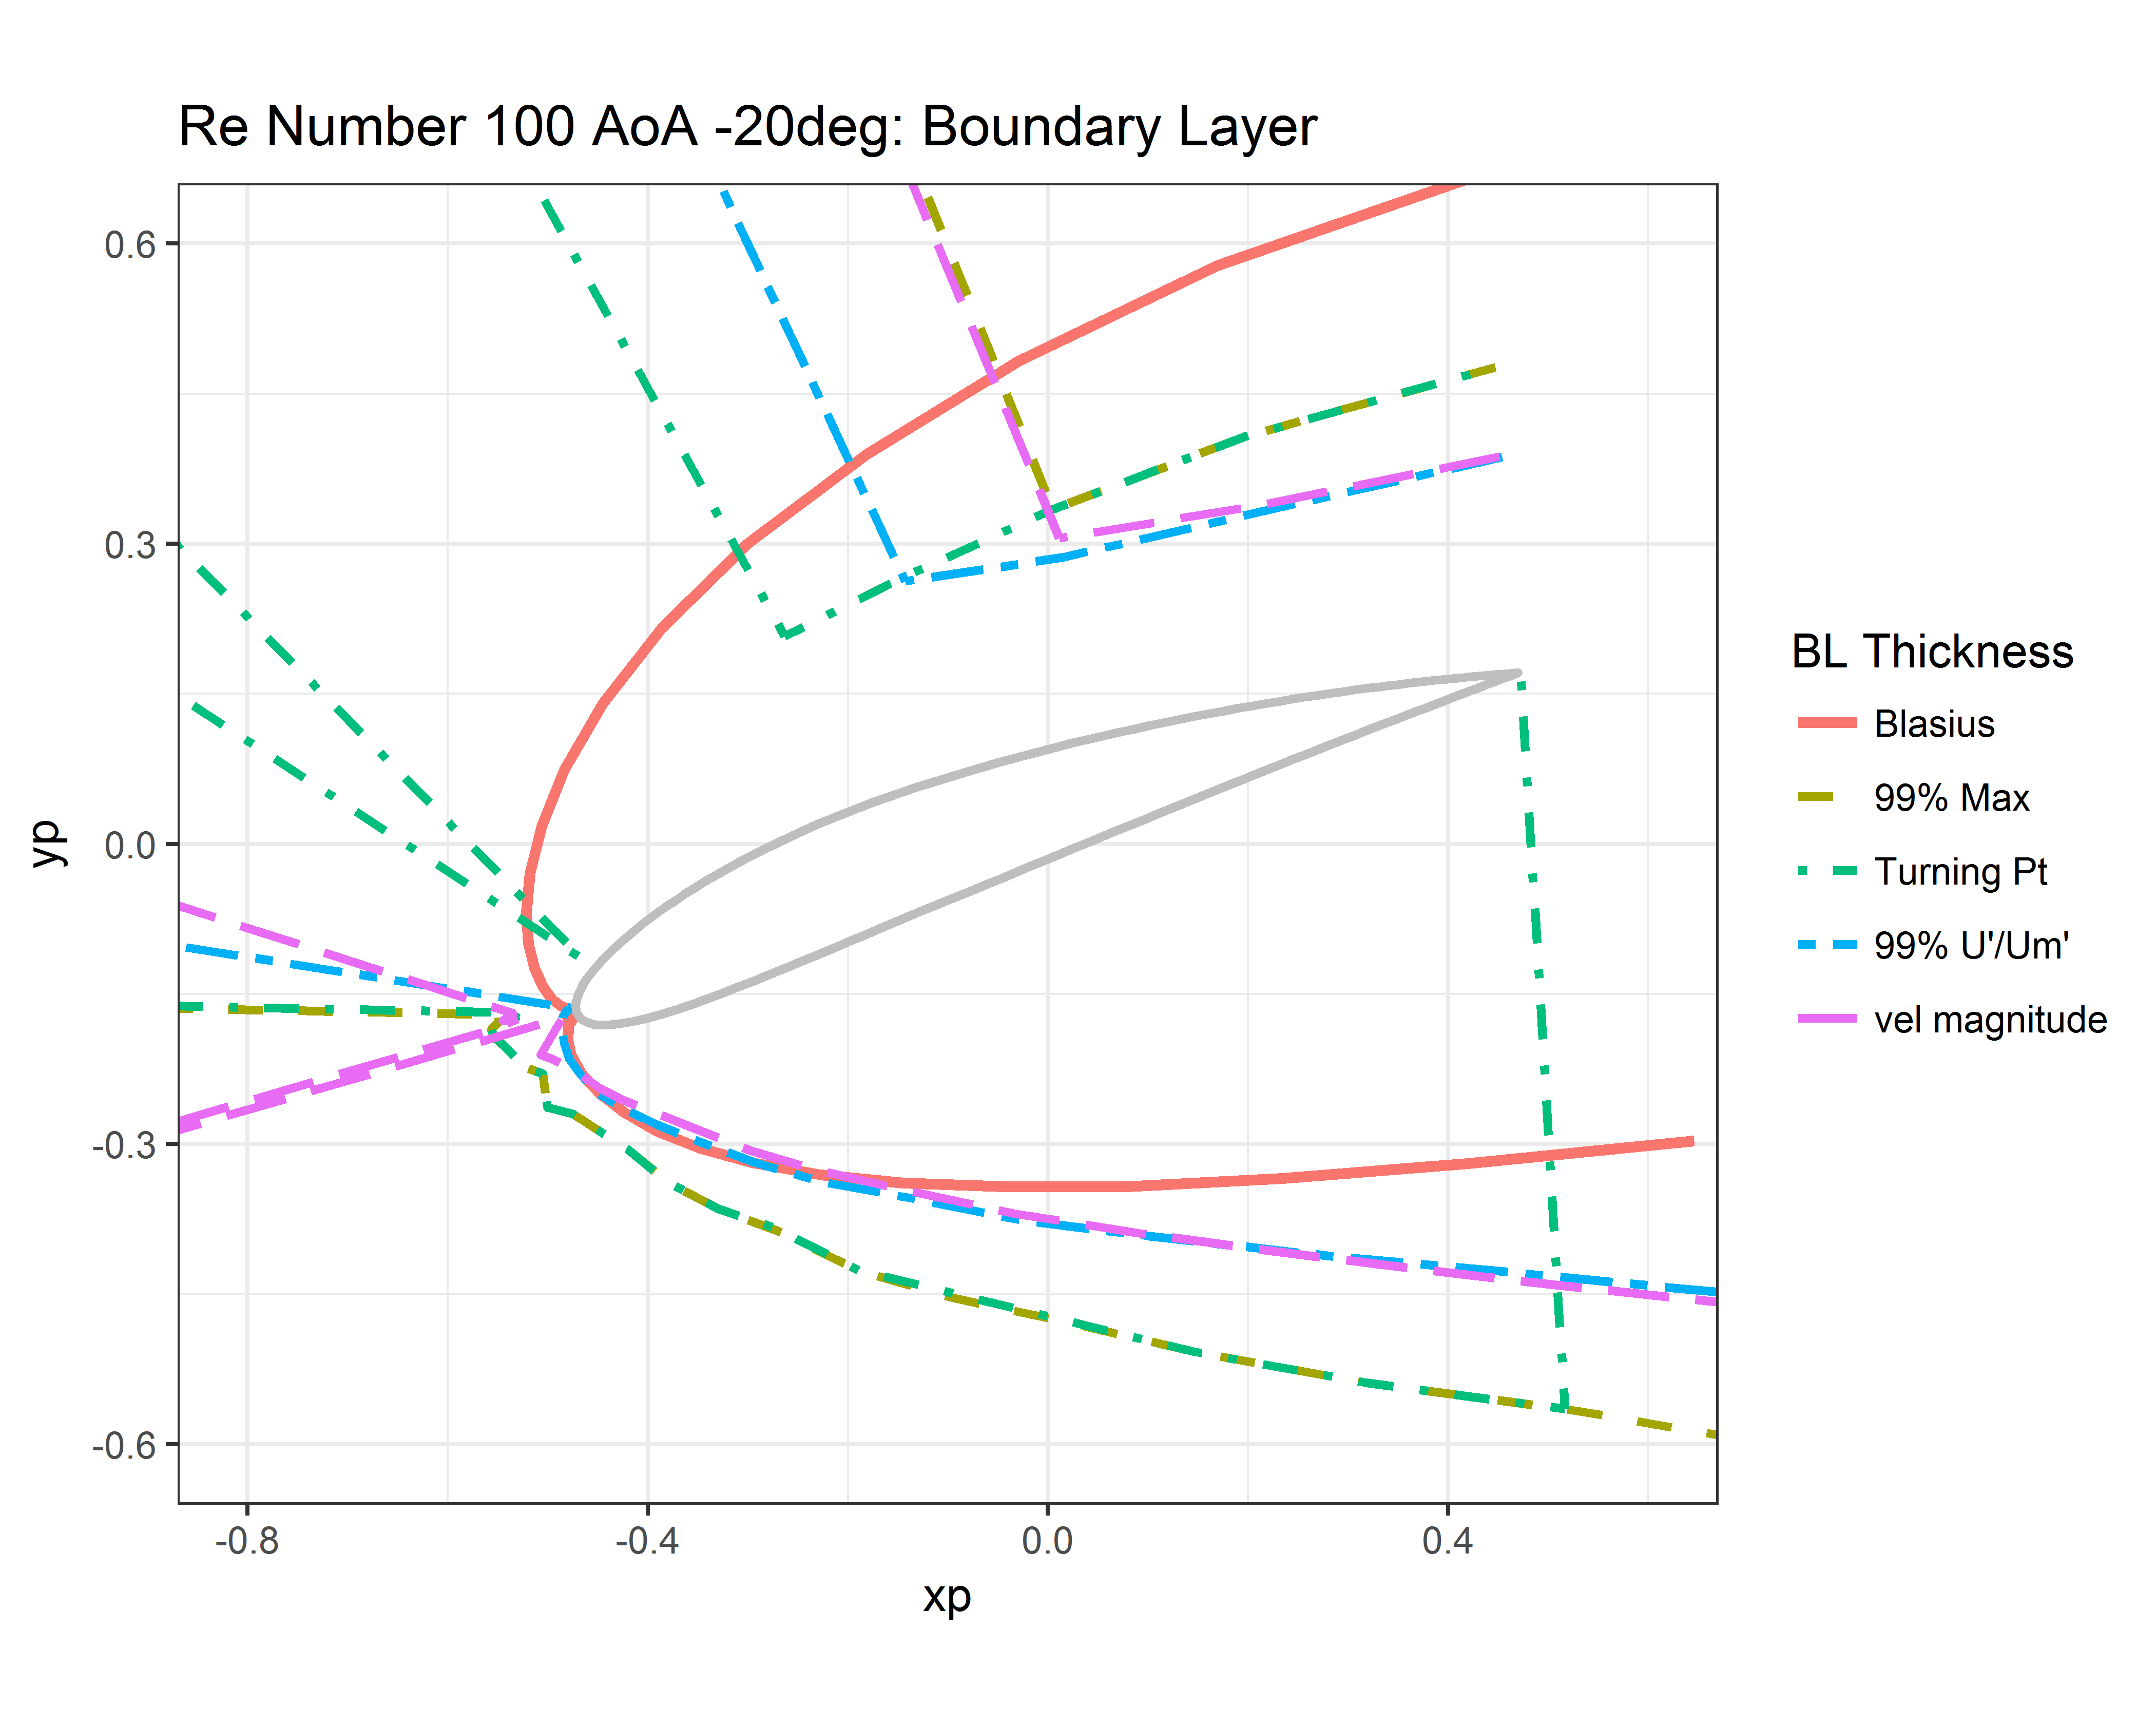 Re Number 100 AoA -20deg: Boundary Layer
yp
0.6
0.3
0.0
-0.3
-0.6
-0.8
-0.4
0.0
0.4
xp
BL Thickness
Blasius
99% Max
Turning Pt
99% U'/Um'
vel magnitude